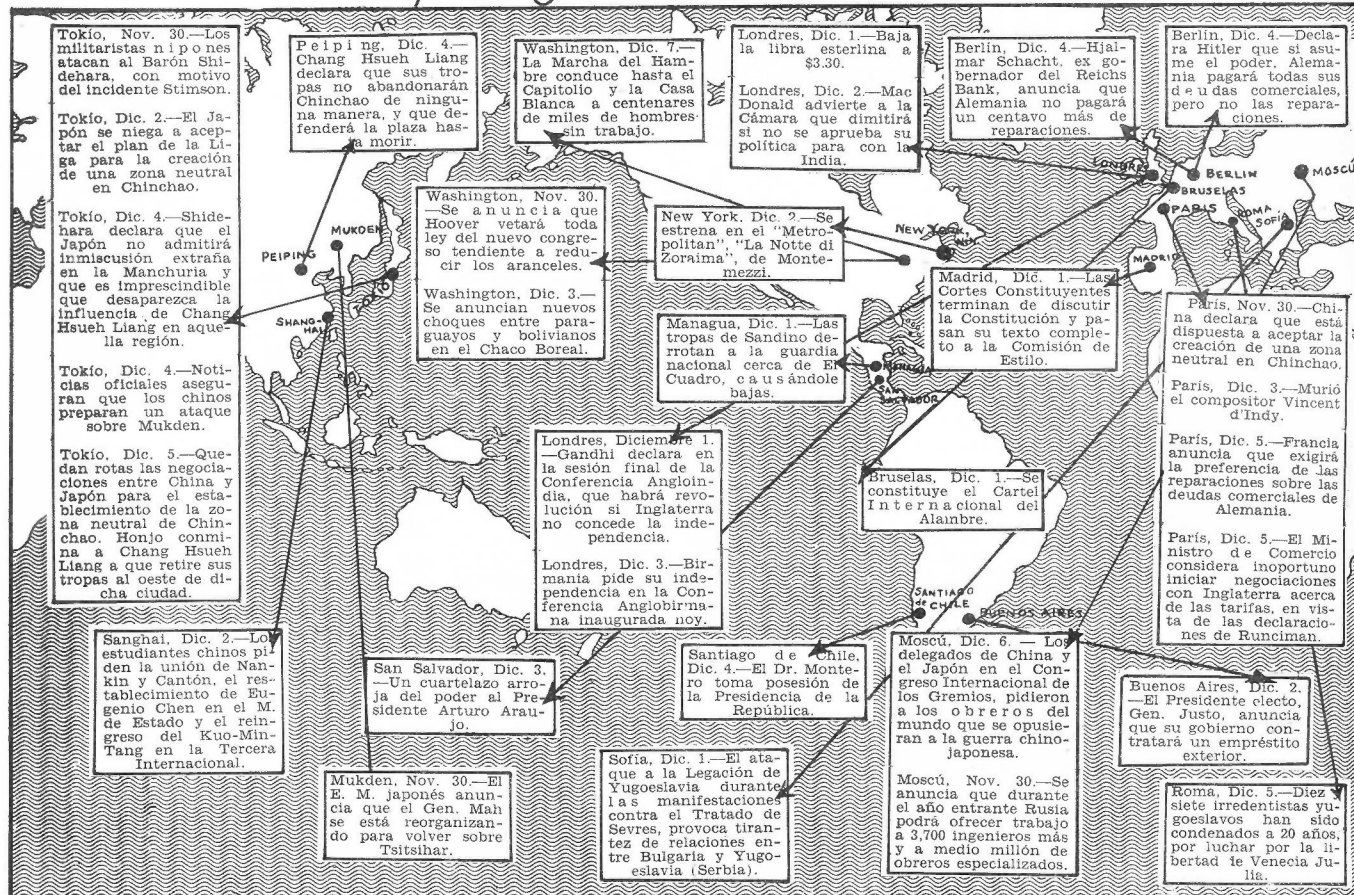 Tokío, Nov. 30.—Los
militaristas nipones
atacan al Barón Shi-
dehara, con motivo
del incidente Stimson.
Tokío, Dic. 2.—El Ja-
pón se niega a acep-
tar el plan de la Li-
ga para la creación
de una zona neutral
en Chinchao.
Tokío, Dic. 4.—Shide-
hara declara que el
Japón no admitirá
inmiscusión extraña
en la Manchuria y
que es imprescindible
que desaparezca la
influencia de Chang
Hsueh Liang en aque-
lla región.
Tokío, Dic. 4.—Noti-
cias oficiales asegu-
ran que los chinos
preparan un ataque
sobre Mukden.
Tokío, Dic. 5.—Que-
dan rotas las negocia-
ciones entre China y
Japón para el esta-
blecimiento de la zo-
na neutral de Chin-
chao. Honjo conmi-
na a Chang Hsueh
Liang a que retire sus
tropas al oeste de di-
cha ciudad.
Peiping, Dic. 4.—
Chang Hsueh Liang
declara que sus tro-
pas no abandonarán
Chinchao de ningu-
na manera, y que de-
fenderá la plaza has-
ta morir.
Washington, Dic. 7.—
La Marcha del Ham-
bre conduce hasta el
Capitolio y la Casa
Blanca a centenares
de miles de hombres
sin trabajo.
Londres, Dic. 1.—Baja
la libra esterlina a
$3.30.
Londres, Dic. 2.—Mac
Donald advierte a la
Cámara que dimitirá
si no se aprueba su
política para con la
India.
Berlín, Dic. 4.—Hjal-
mar Schacht, ex go-
bernador del Reichs
Bank, anuncia que
Alemania no pagará
un centavo más de
reparaciones.
Berlín, Dic. 4.—Decla-
ra Hitler que si asu-
me el poder, Alema-
nia pagará todas sus
deudas comerciales,
pero no las repara-
ciones.
LONDRES
BERLIN
BRUSELAS
MOSCÚ
PARIS
ROMA
SOFÍA
MADRID
Washington, Nov. 30.
—Se anuncia que
Hoover vetará toda
ley del nuevo congre-
so tendiente a redu-
cir los aranceles.
Washington, Dic. 3.—
Se anuncian nuevos
choques entre para-
guayos y bolivianos
en el Chaco Boreal.
New York, Dic. 2.—Se
estrena en el "Metro-
politan", "La Notte di
Zoraima", de Monte-
mezzi.
NEW YORK
MUKDEN
PEIPING
TOKIO
SHANG-
HAI
Madrid, Dic. 1.—Las
Cortes Constituyentes
terminan de discutir
la Constitución y pa-
san su texto comple-
to a la Comisión de
Estilo.
Managua, Dic. 1.—Las
tropas de Sandino de-
rrotan a la guardia
nacional cerca de El
Cuadro, causándole
bajas.
MANAGUA
SAN
SALVADOR
París, Nov. 30.—Chi-
na declara que está
dispuesta a aceptar la
creación de una zona
neutral en Chinchao.
París, Dic. 3.—Murió
el compositor Vincent
d'Indy.
París, Dic. 5.—Francia
anuncia que exigirá
la preferencia de las
reparaciones sobre las
deudas comerciales de
Alemania.
París, Dic. 5.—El Mi-
nistro de Comercio
considera inoportuno
iniciar negociaciones
con Inglaterra acerca
de las tarifas, en vis-
ta de las declaracio-
nes de Runciman.
Londres, Diciembre 1.
—Gandhi declara en
la sesión final de la
Conferencia Angloin-
dia, que habrá revo-
lución si Inglaterra
no concede la inde-
pendencia.
Londres, Dic. 3.—Bir-
mania pide su inde-
pendencia en la Con-
ferencia Anglobirma-
na inaugurada hoy.
Bruselas, Dic. 1.—Se
constituye el Cartel
Internacional del
Alambre.
SANTIAGO
de CHILE
BUENOS AIRES
Sanghai, Dic. 2.—Los
estudiantes chinos pi-
den la unión de Nan-
kin y Cantón, el res-
tablecimiento de Eu-
genio Chen en el M.
de Estado y el rein-
greso del Kuo-Min-
Tang en la Tercera
Internacional.
San Salvador, Dic. 3.
—Un cuartelazo arro-
ja del poder al Pre-
sidente Arturo Arau-
jo.
Santiago de Chile,
Dic. 4.—El Dr. Monte-
ro toma posesión de
la Presidencia de la
República.
Moscú, Dic. 6. — Los
delegados de China y
el Japón en el Con-
greso Internacional de
los Gremios, pidieron
a los obreros del
mundo que se opusie-
ran a la guerra chino-
japonesa.
Moscú, Nov. 30.—Se
anuncia que durante
el año entrante Rusia
podrá ofrecer trabajo
a 3,700 ingenieros más
y a medio millón de
obreros especializados.
Buenos Aires, Dic. 2.
—El Presidente electo,
Gen. Justo, anuncia
que su gobierno con-
tratará un empréstito
exterior.
Mukden, Nov. 30.—El
E. M. japonés anun-
cia que el Gen. Mah
se está reorganizan-
do para volver sobre
Tsitsihar.
Sofía, Dic. 1.—El ata-
que a la Legación de
Yugoeslavia durante
las manifestaciones
contra el Tratado de
Sevres, provoca tiran-
tez de relaciones en-
tre Bulgaria y Yugo-
eslavia (Serbia).
Roma, Dic. 5.—Diez y
siete irredentistas yu-
goeslavos han sido
condenados a 20 años,
por luchar por la li-
bertad de Venecia Ju-
lia.